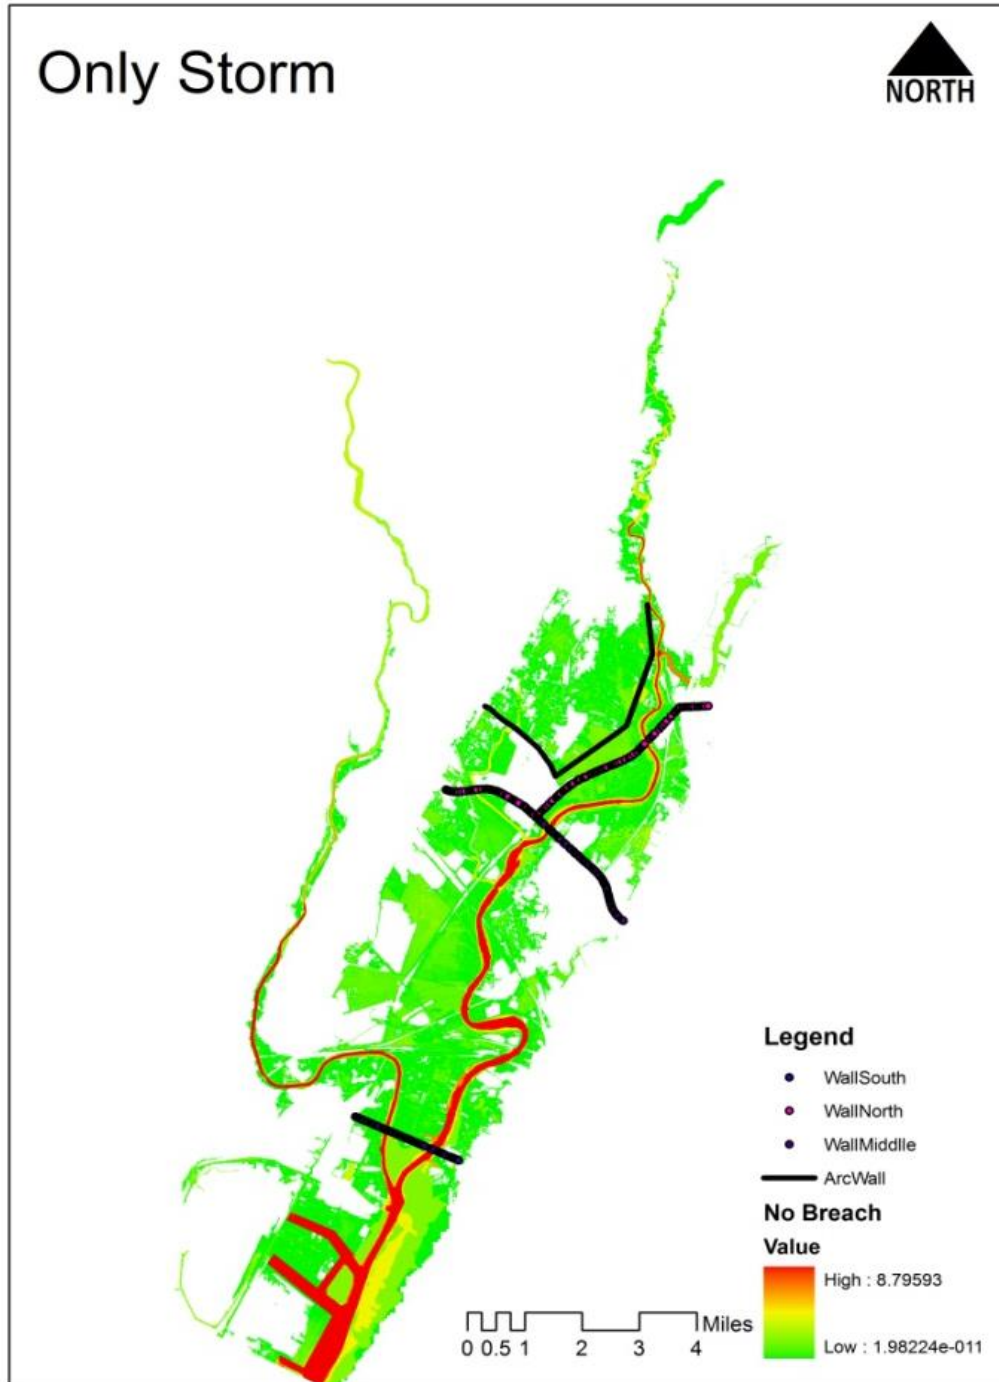 Only Storm
NORTH
Legend
WallSouth
WallNorth
WallMiddlle
ArcWall
No Breach
Value
High : 8.79593
Low : 1.98224e-011
Miles
0 0.5 1 2 3 4